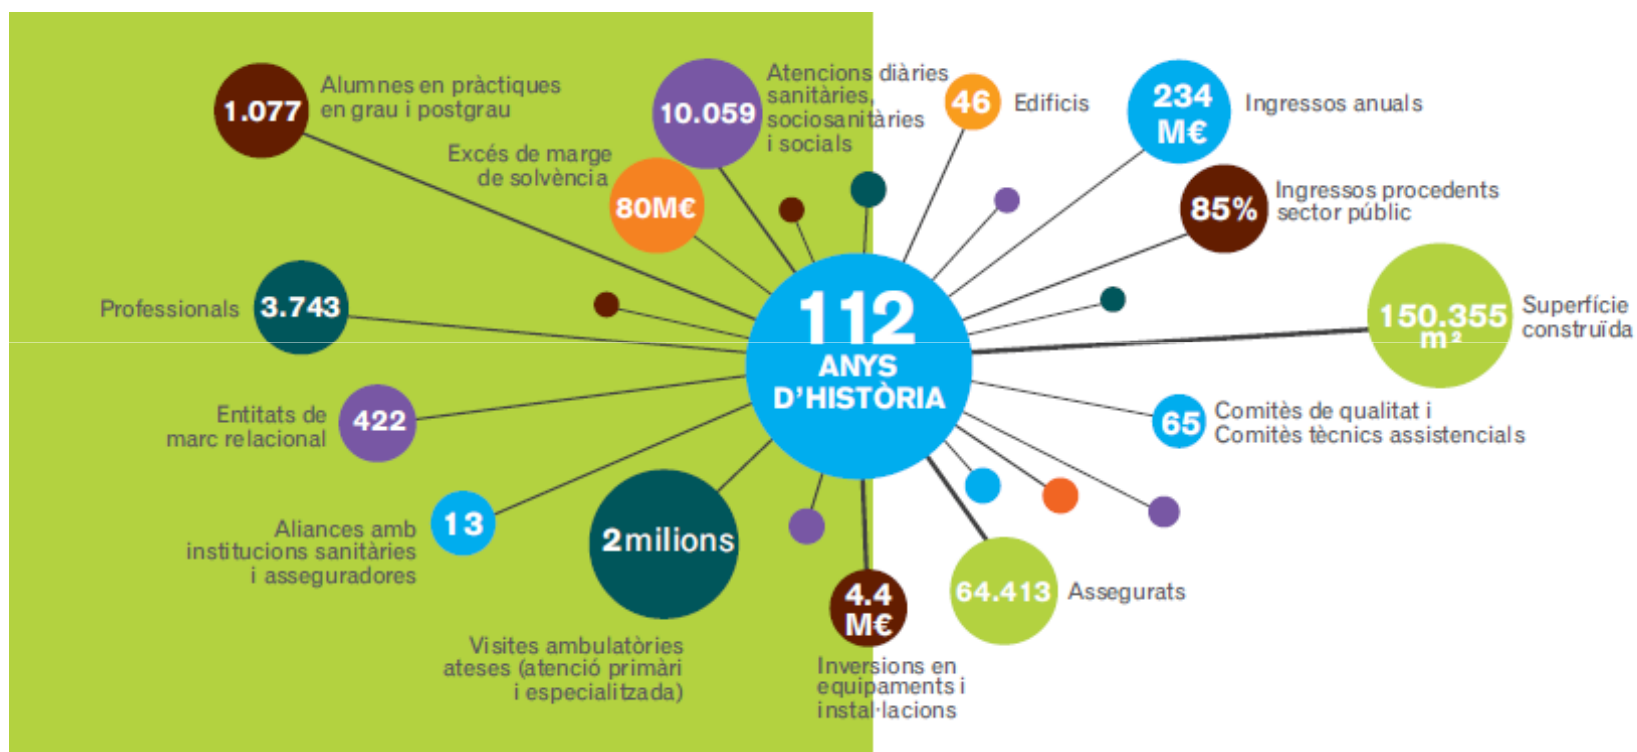 1.077
Alumnes en pràctiques
en grau i postgrau
10.059
Atencions diàries
sanitàries,
sociosanitàries
i socials
46
Edificis
234
M€
Ingressos anuals
Excés de marge
de solvència
80M€
85%
Ingressos procedents
sector públic
Professionals
3.743
112
ANYS
D'HISTÒRIA
150.355
m²
Superfície
construïda
Entitats de
marc relacional
422
65
Comitès de qualitat i
Comitès tècnics assistencials
13
Aliances amb
institucions sanitàries
i asseguradores
2milions
Visites ambulatòries
ateses (atenció primàri
i especialitzada)
4.4
M€
Inversions en
equipaments i
instal·lacions
64.413
Assegurats